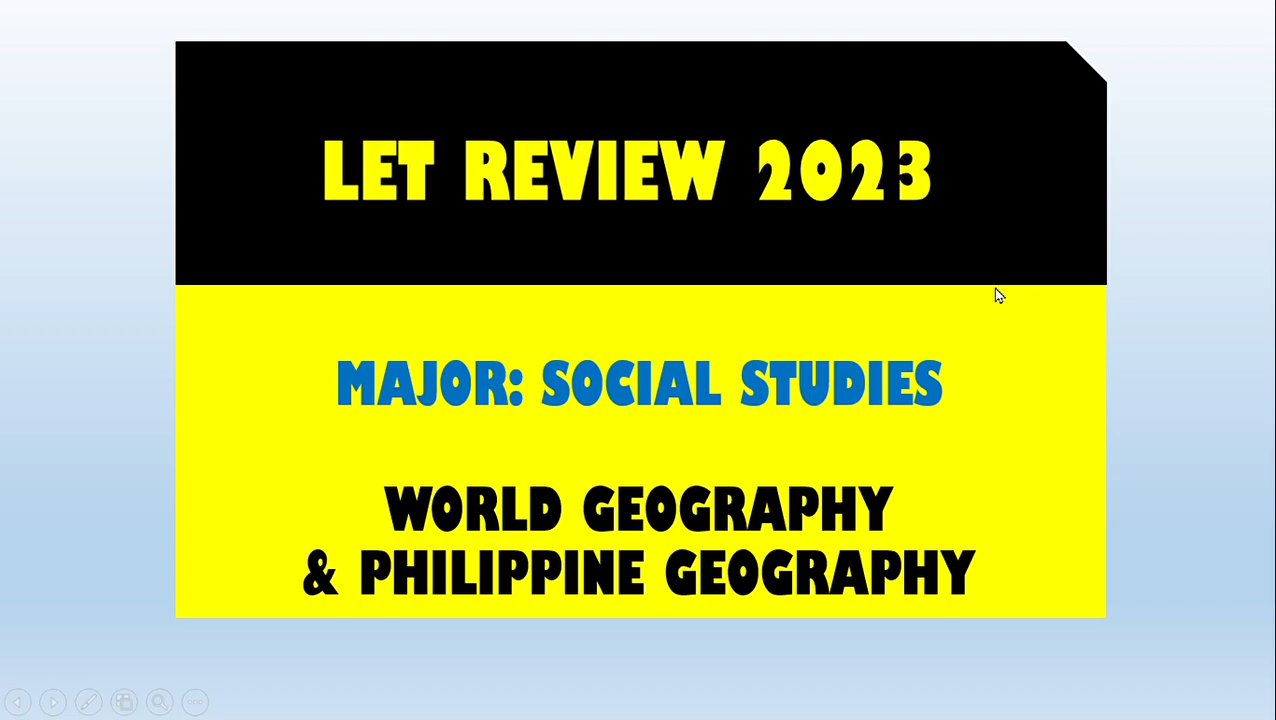 LET REVIEW 2023
MAJOR: SOCIAL STUDIES
WORLD GEOGRAPHY
& PHILIPPINE GEOGRAPHY